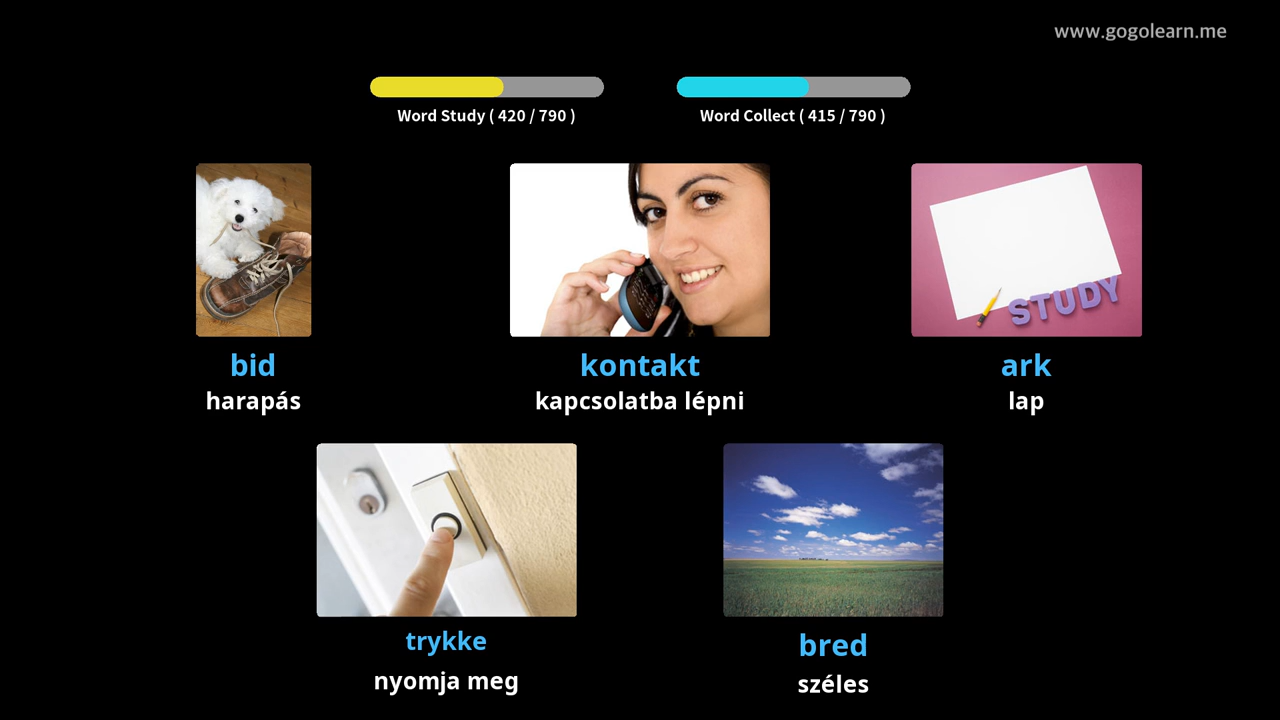 www.gogolearn.me
Word Study ( 420 / 790 )
Word Collect ( 415 / 790 )
STUDY
bid
harapás
kontakt
kapcsolatba lépni
ark
lap
trykke
nyomja meg
bred
széles